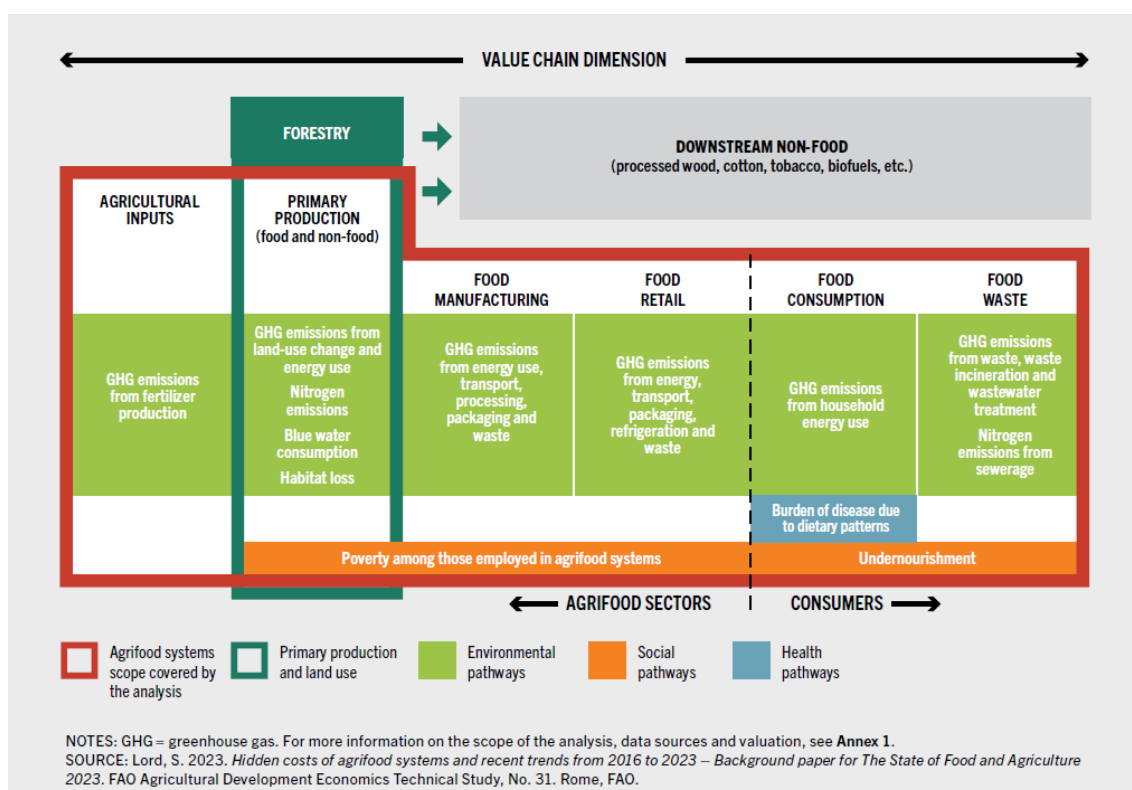 VALUE CHAIN DIMENSION
FORESTRY
DOWNSTREAM NON-FOOD
(processed wood, cotton, tobacco, biofuels, etc.)
AGRICULTURAL
INPUTS
PRIMARY
PRODUCTION
(food and non-food)
FOOD
MANUFACTURING
FOOD
RETAIL
FOOD
CONSUMPTION
FOOD
WASTE
GHG emissions
from fertilizer
production
GHG emissions from
land-use change and
energy use
Nitrogen
emissions
Blue water
consumption
Habitat loss
GHG emissions
from energy use,
transport,
processing,
packaging and
waste
GHG emissions
from energy,
transport,
packaging,
refrigeration and
waste
GHG emissions
from household
energy use
GHG emissions
from waste, waste
incineration and
wastewater
treatment
Nitrogen
emissions from
sewerage
Burden of disease due
to dietary patterns
Poverty among those employed in agrifood systems
Undernourishment
AGRIFOOD SECTORS
CONSUMERS
Agrifood systems
scope covered by
the analysis
Primary production
and land use
Environmental
pathways
Social
pathways
Health
pathways
NOTES: GHG = greenhouse gas. For more information on the scope of the analysis, data sources and valuation, see Annex 1.
SOURCE: Lord, S. 2023. Hidden costs of agrifood systems and recent trends from 2016 to 2023 – Background paper for The State of Food and Agriculture
2023. FAO Agricultural Development Economics Technical Study, No. 31. Rome, FAO.